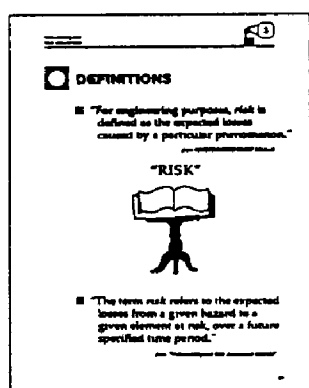 DEFINITIONS
"For engineering purposes, risk is
defined as the expected losses
caused by a particular phenomenon."
"RISK"
"The term risk refers to the expected
losses from a given hazard to a
given element at risk, over a future
specified time period."